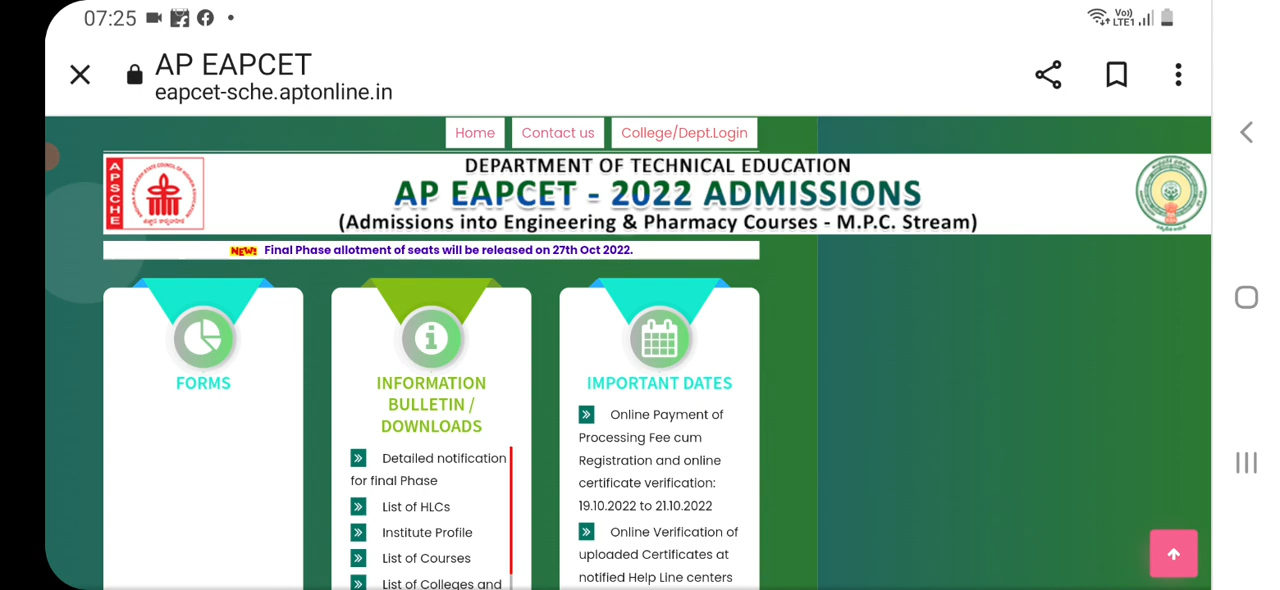 07:25
Vo))
LTE1
AP EAPCET
eapcet-sche.aptonline.in
Home
Contact us
College/Dept.Login
APSCHE
DEPARTMENT OF TECHNICAL EDUCATION
AP EAPCET - 2022 ADMISSIONS
(Admissions into Engineering & Pharmacy Courses - M.P.C. Stream)
NEW! Final Phase allotment of seats will be released on 27th Oct 2022.
FORMS
INFORMATION
BULLETIN /
DOWNLOADS
Detailed notification
for final Phase
List of HLCs
Institute Profile
List of Courses
List of Colleges and
IMPORTANT DATES
Online Payment of
Processing Fee cum
Registration and online
certificate verification:
19.10.2022 to 21.10.2022
Online Verification of
uploaded Certificates at
notified Help Line centers